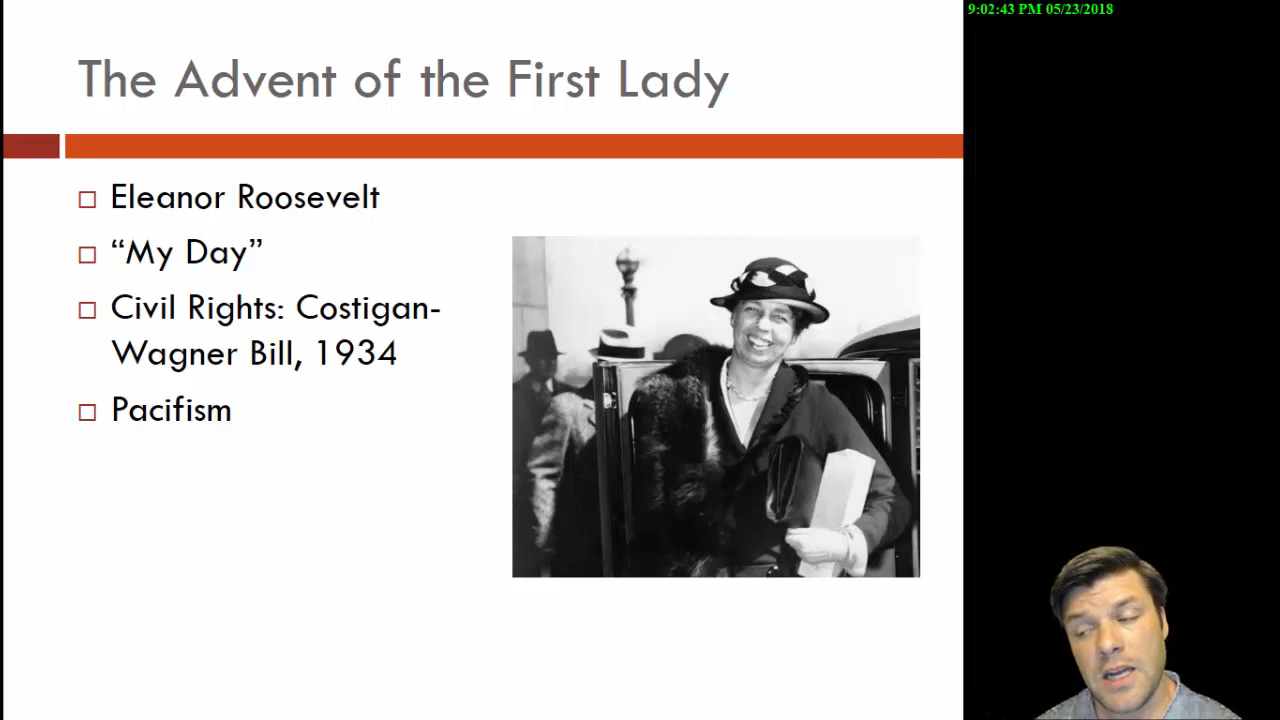 The Advent of the First Lady
9:02:43 PM 05/23/2018
Eleanor Roosevelt
“My Day”
Civil Rights: Costigan-
Wagner Bill, 1934
Pacifism